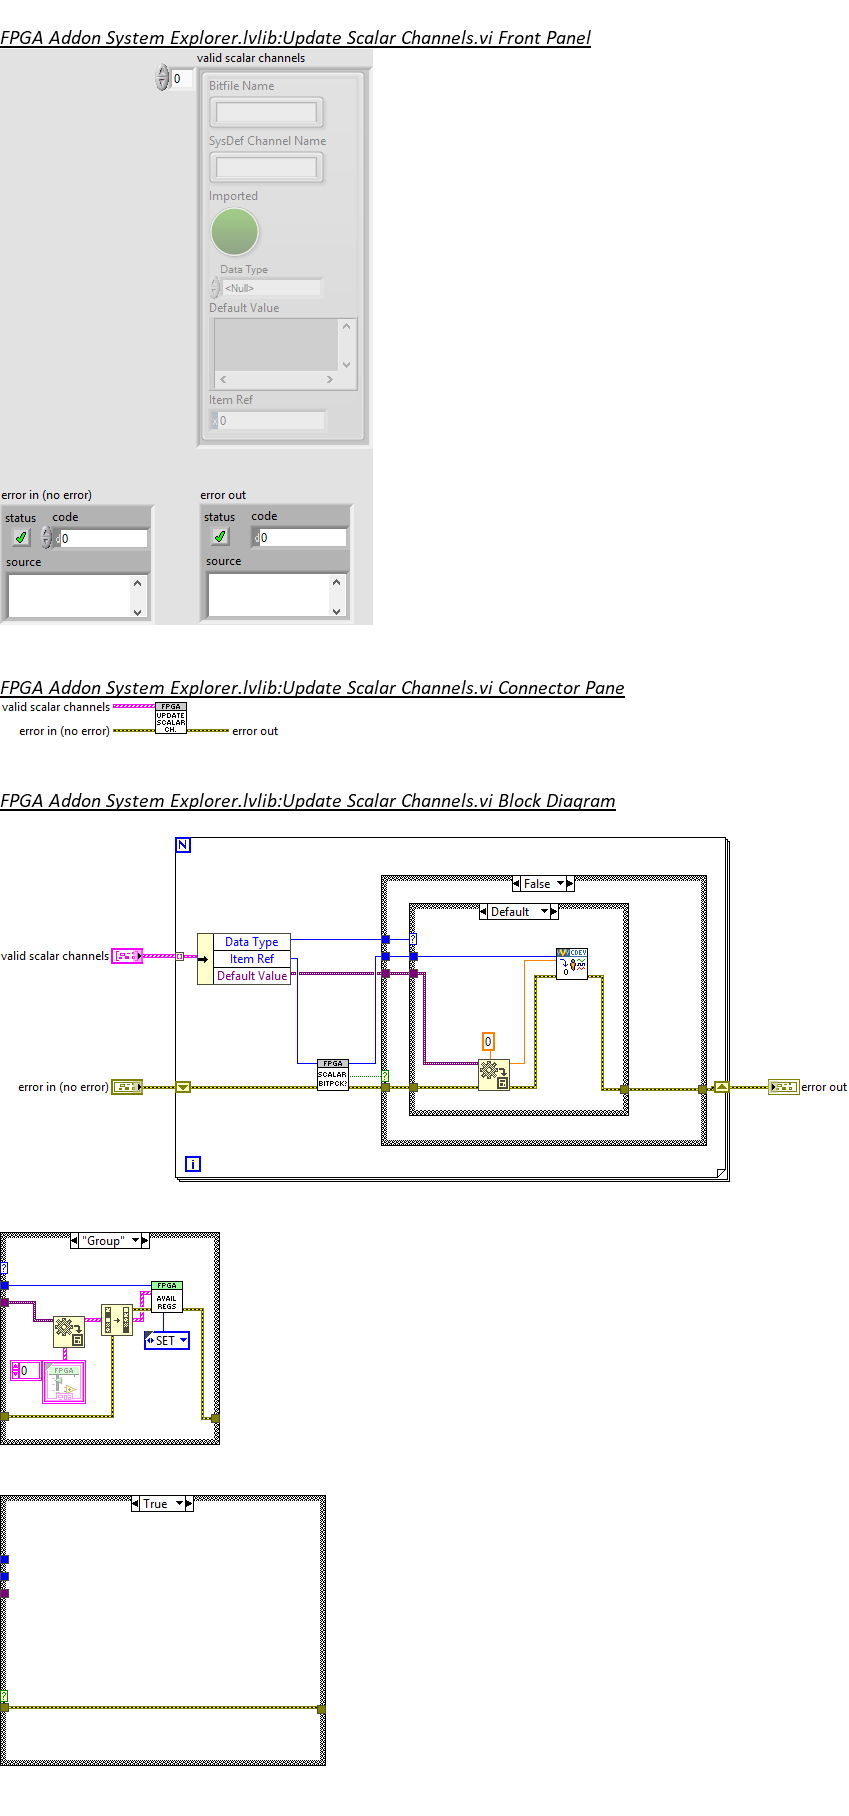 FPGA Addon System Explorer.lvlib:Update Scalar Channels.vi Front Panel
valid scalar channels
0
Bitfile Name
SysDef Channel Name
Imported
Data Type
<Null>
Default Value
Item Ref
x 0
error in (no error)
error out
status code
d 0
source
status code
d 0
source
FPGA Addon System Explorer.lvlib:Update Scalar Channels.vi Connector Pane
valid scalar channels
FPGA
UPDATE
SCALAR
CH.
error in (no error)
error out
FPGA Addon System Explorer.lvlib:Update Scalar Channels.vi Block Diagram
N
False
Default
valid scalar channels
Data Type
Item Ref
Default Value
?
CDEV
0
0
FPGA
SCALAR
BITPCK?
?
error in (no error)
error out
i
"Group"
?
FPGA
AVAIL
REGS
SET
0
FPGA
True
?